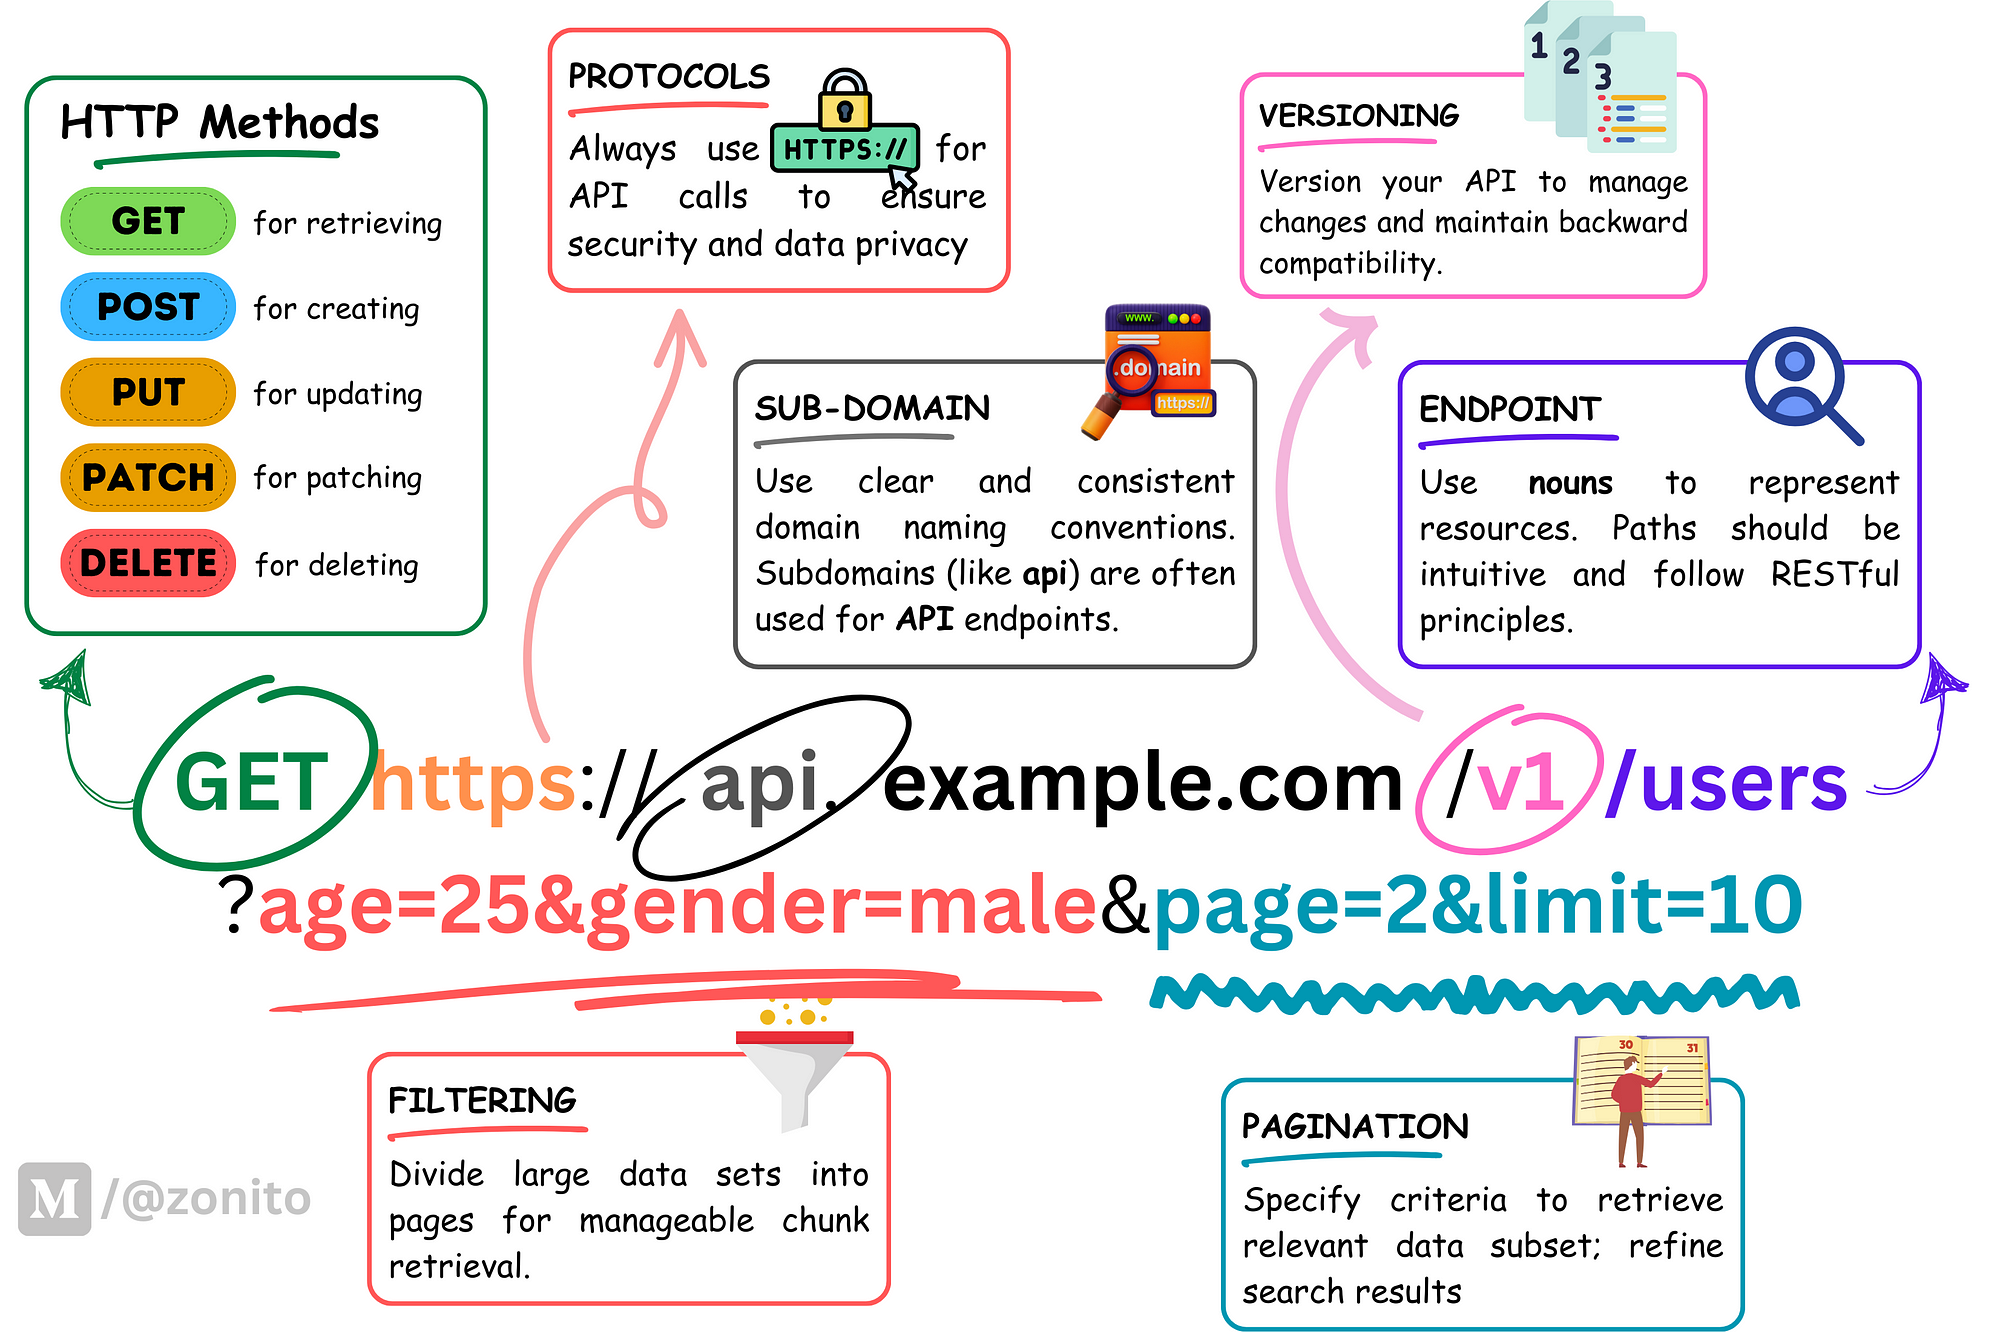 HTTP Methods
GET for retrieving
POST for creating
PUT for updating
PATCH for patching
DELETE for deleting
PROTOCOLS
Always use HTTPS:// for
API calls to ensure
security and data privacy
1
2
3
VERSIONING
Version your API to manage
changes and maintain backward
compatibility.
www.
.domain
https://
SUB-DOMAIN
Use clear and consistent
domain naming conventions.
Subdomains (like api) are often
used for API endpoints.
ENDPOINT
Use nouns to represent
resources. Paths should be
intuitive and follow RESTful
principles.
GET https://api.example.com/v1/users
?age=25&gender=male&page=2&limit=10
FILTERING
Divide large data sets into
pages for manageable chunk
retrieval.
30 31
PAGINATION
Specify criteria to retrieve
relevant data subset; refine
search results
M/@zonito